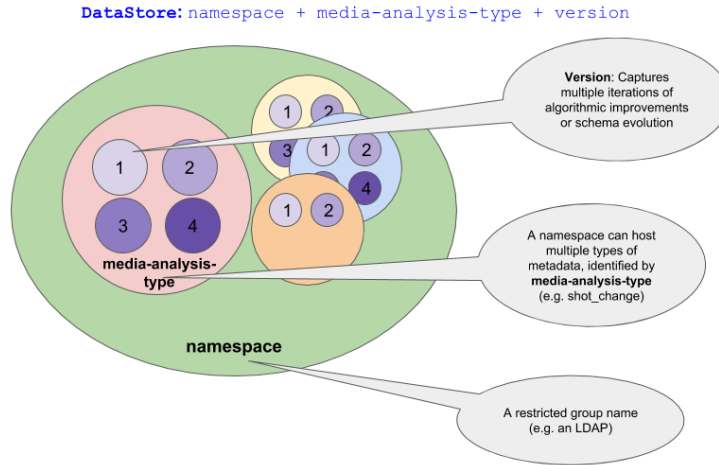 DataStore: namespace + media-analysis-type + version
Version: Captures
multiple iterations of
algorithmic improvements
or schema evolution
1
2
3
1
2
4
1
2
1
2
3
4
media-analysis-
type
A namespace can host
multiple types of
metadata, identified by
media-analysis-type
(e.g. shot_change)
namespace
A restricted group name
(e.g. an LDAP)